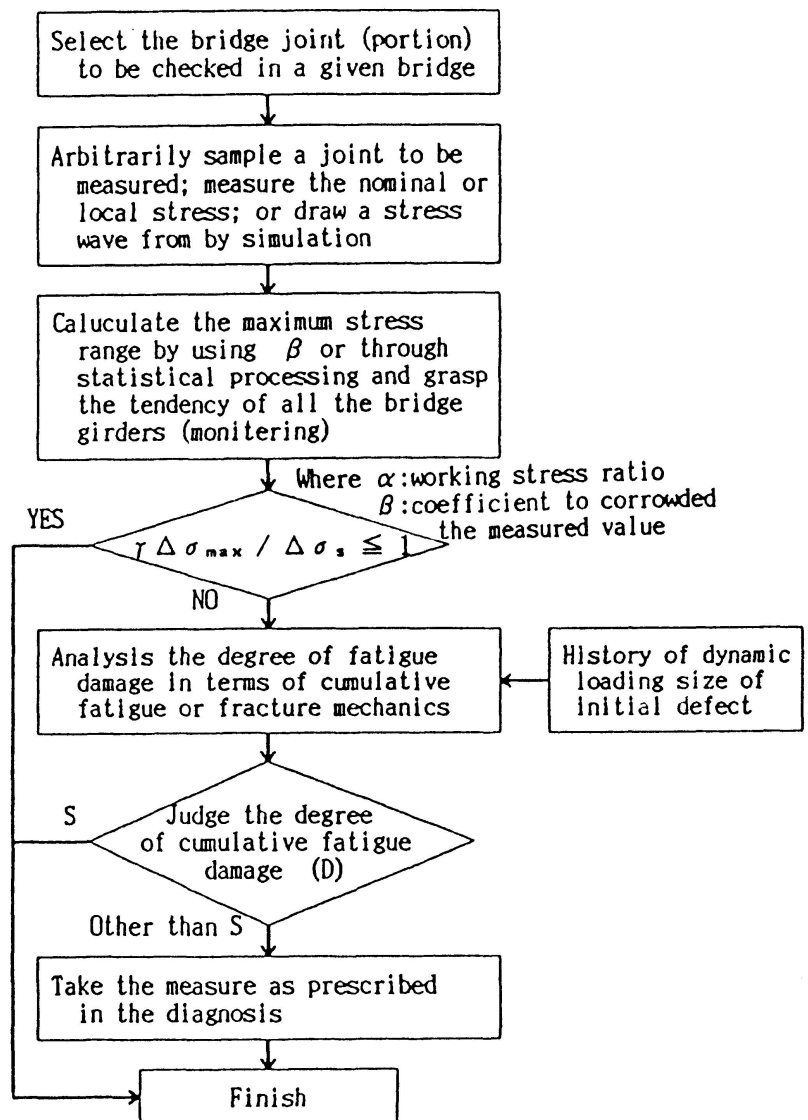 Select the bridge joint (portion)
to be checked in a given bridge
Arbitrarily sample a joint to be
measured; measure the nominal or
local stress; or draw a stress
wave from by simulation
Caluculate the maximum stress
range by using β or through
statistical processing and grasp
the tendency of all the bridge
girders (monitering)
Where α:working stress ratio
β:coefficient to corrowded
the measured value
YES
γ Δ σ max / Δ σ s ≦ 1
NO
Analysis the degree of fatigue
damage in terms of cumulative
fatigue or fracture mechanics
History of dynamic
loading size of
initial defect
S
Judge the degree
of cumulative fatigue
damage (D)
Other than S
Take the measure as prescribed
in the diagnosis
Finish